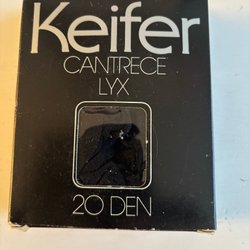 Keifer
CANTRECE
LYX
20 DEN